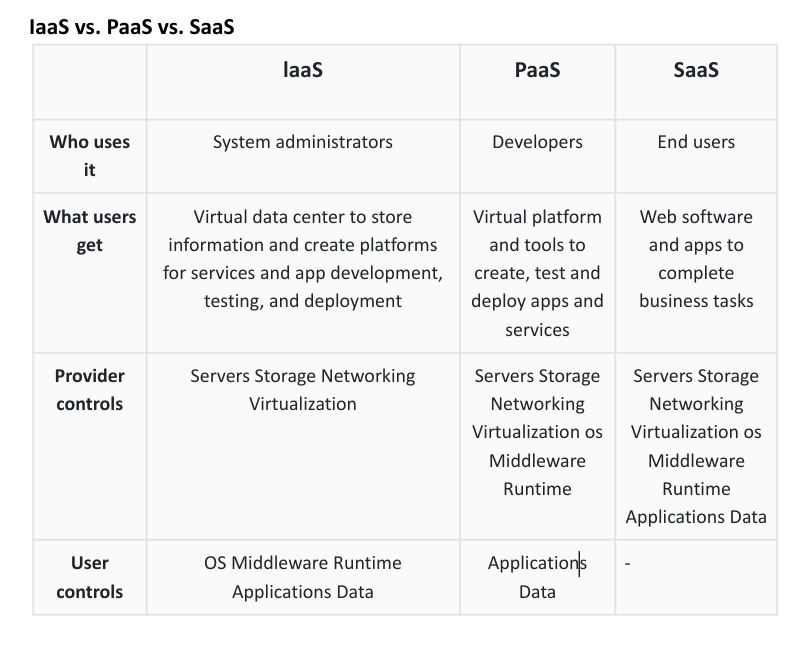 IaaS vs. PaaS vs. SaaS
IaaS PaaS SaaS
Who uses
it
System administrators
Developers
End users
What users
get
Virtual data center to store
information and create platforms
for services and app development,
testing, and deployment
Virtual platform
and tools to
create, test and
deploy apps and
services
Web software
and apps to
complete
business tasks
Provider
controls
Servers Storage Networking
Virtualization
Servers Storage
Networking
Virtualization os
Middleware
Runtime
Servers Storage
Networking
Virtualization os
Middleware
Runtime
Applications Data
User
controls
OS Middleware Runtime
Applications Data
Applications
Data
-